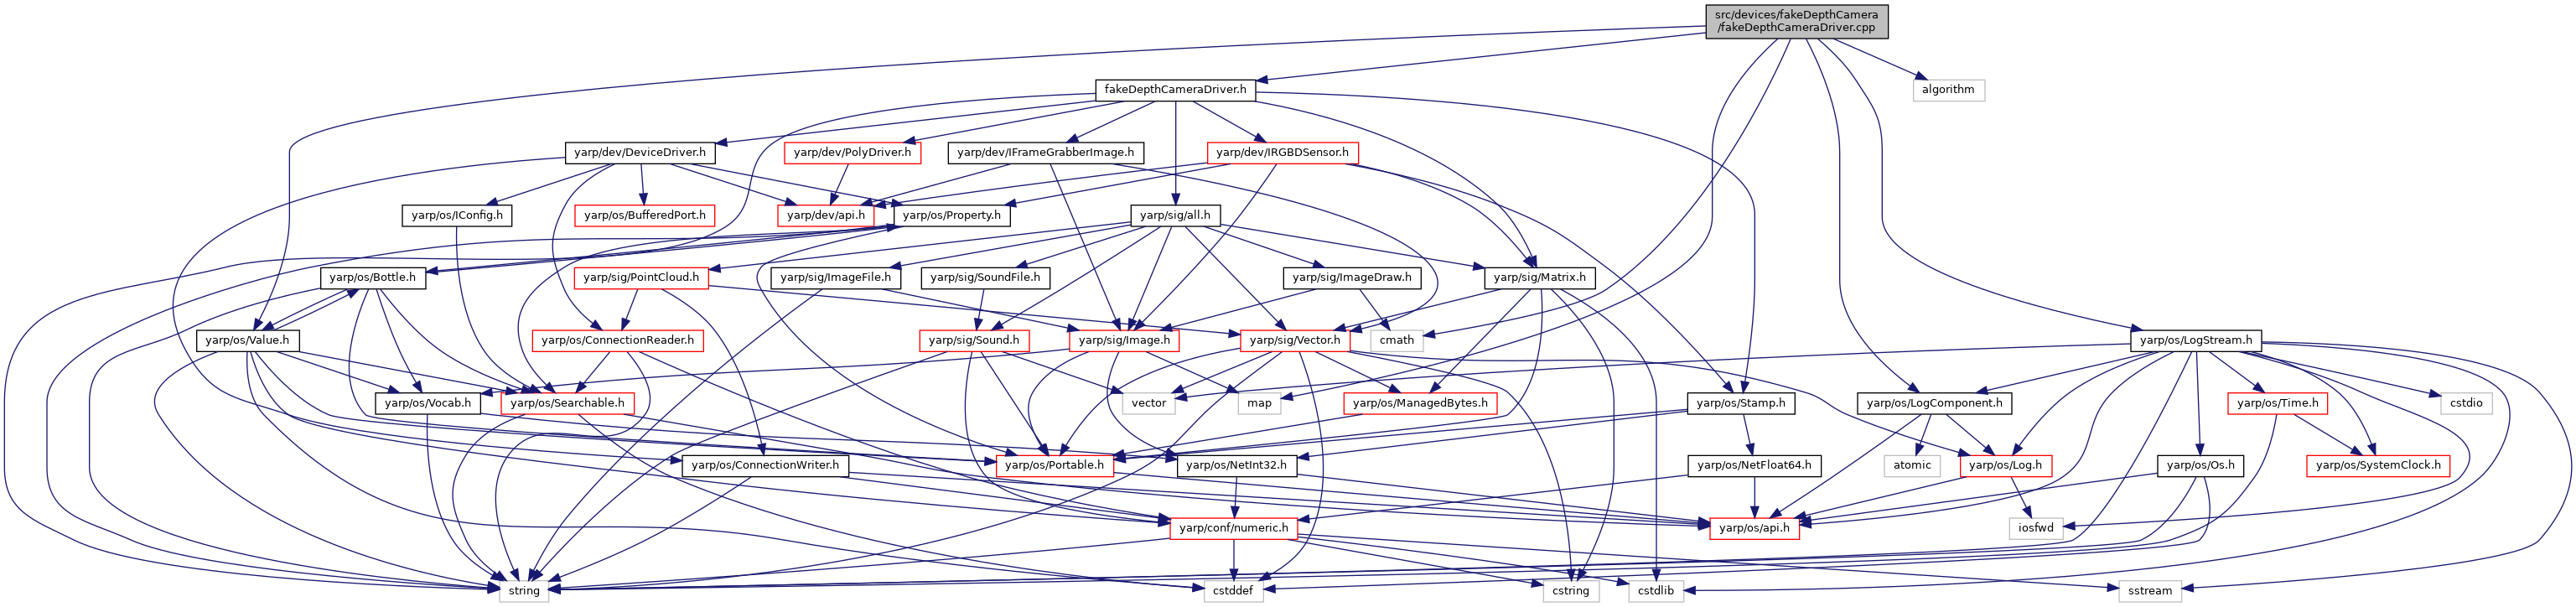 src/devices/fakeDepthCamera
/fakeDepthCameraDriver.cpp
fakeDepthCameraDriver.h
algorithm
yarp/dev/DeviceDriver.h
yarp/dev/PolyDriver.h
yarp/dev/IFrameGrabberImage.h
yarp/dev/IRGBDSensor.h
yarp/os/IConfig.h
yarp/os/BufferedPort.h
yarp/dev/api.h
yarp/os/Property.h
yarp/sig/all.h
yarp/os/Bottle.h
yarp/sig/PointCloud.h
yarp/sig/ImageFile.h
yarp/sig/SoundFile.h
yarp/sig/ImageDraw.h
yarp/sig/Matrix.h
yarp/os/Value.h
yarp/os/ConnectionReader.h
yarp/sig/Sound.h
yarp/sig/Image.h
yarp/sig/Vector.h
cmath
yarp/os/LogStream.h
yarp/os/Vocab.h
yarp/os/Searchable.h
vector
map
yarp/os/ManagedBytes.h
yarp/os/Stamp.h
yarp/os/LogComponent.h
yarp/os/Time.h
cstdio
yarp/os/ConnectionWriter.h
yarp/os/Portable.h
yarp/os/NetInt32.h
yarp/os/NetFloat64.h
atomic
yarp/os/Log.h
yarp/os/Os.h
yarp/os/SystemClock.h
yarp/conf/numeric.h
yarp/os/api.h
iosfwd
string
cstddef
cstring
cstdlib
sstream